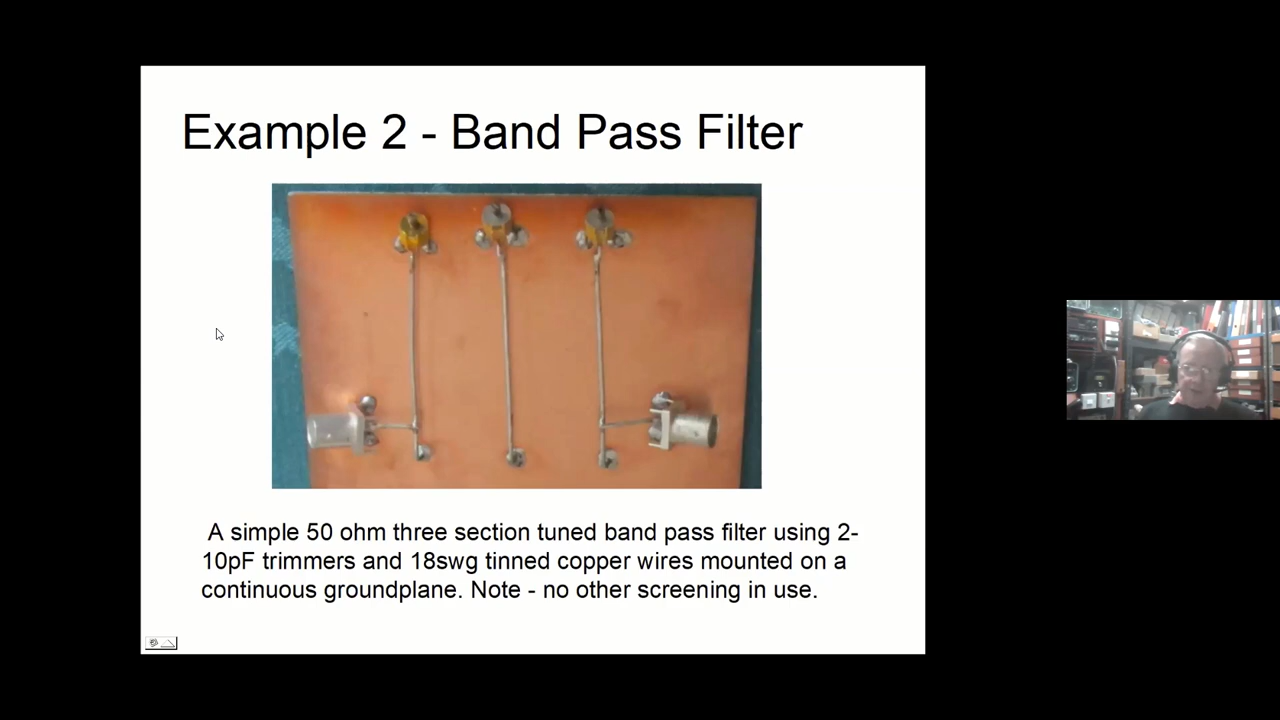 Example 2 - Band Pass Filter
A simple 50 ohm three section tuned band pass filter using 2-
10pF trimmers and 18swg tinned copper wires mounted on a
continuous groundplane. Note - no other screening in use.